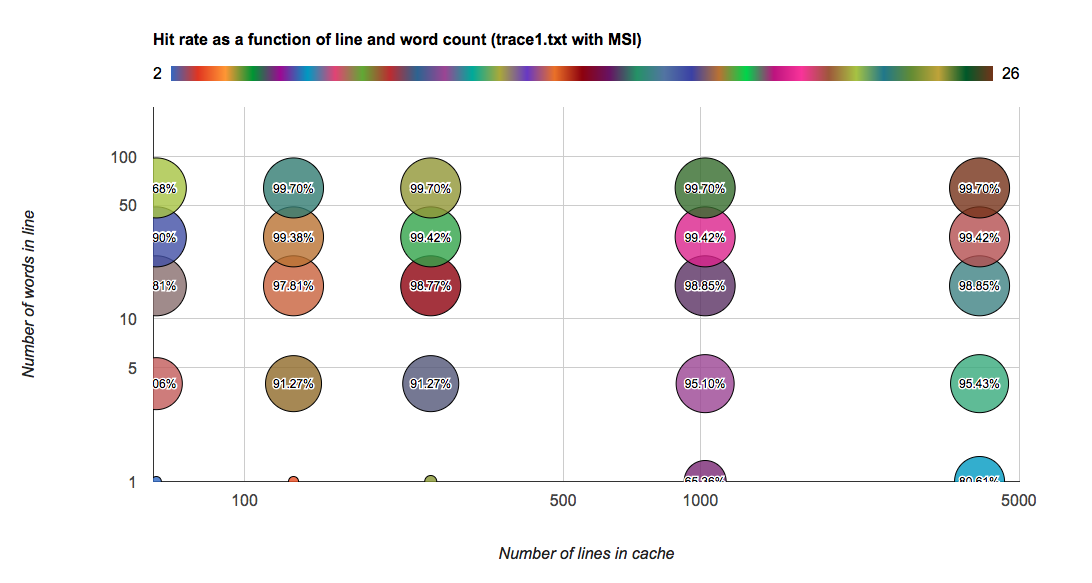 Hit rate as a function of line and word count (trace1.txt with MSI)
2 26
100
68% 99.70% 99.70% 99.70% 99.70%
50
90% 99.38% 99.42% 99.42% 99.42%
81% 97.81% 98.77% 98.85% 98.85%
10
5
06% 91.27% 91.27% 95.10% 95.43%
65.36% 80.61%
1
100 500 1000 5000
Number of words in line
Number of lines in cache